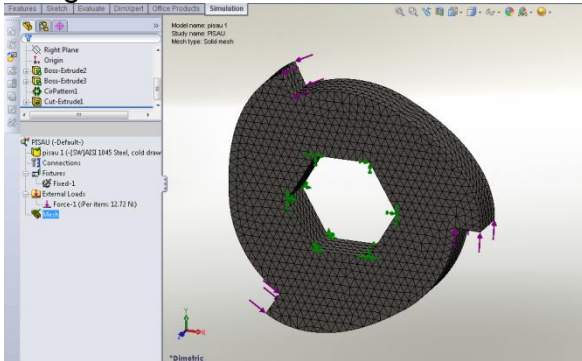 Features
Sketch
Evaluate
DimXpert
Office Products
Simulation
Model name: pisau 1
Study name: PISAU
Mesh type: Solid mesh
Right Plane
Origin
Boss-Extrude2
Boss-Extrude3
CirPattern1
Cut-Extrude1
PISAU (-Default-)
pisau 1 (-[SW]AISI 1045 Steel, cold draw
Connections
Fixtures
Fixed-1
External Loads
Force-1 (:Per item: 12.72 N:)
Mesh
Y
X
*Dimetric